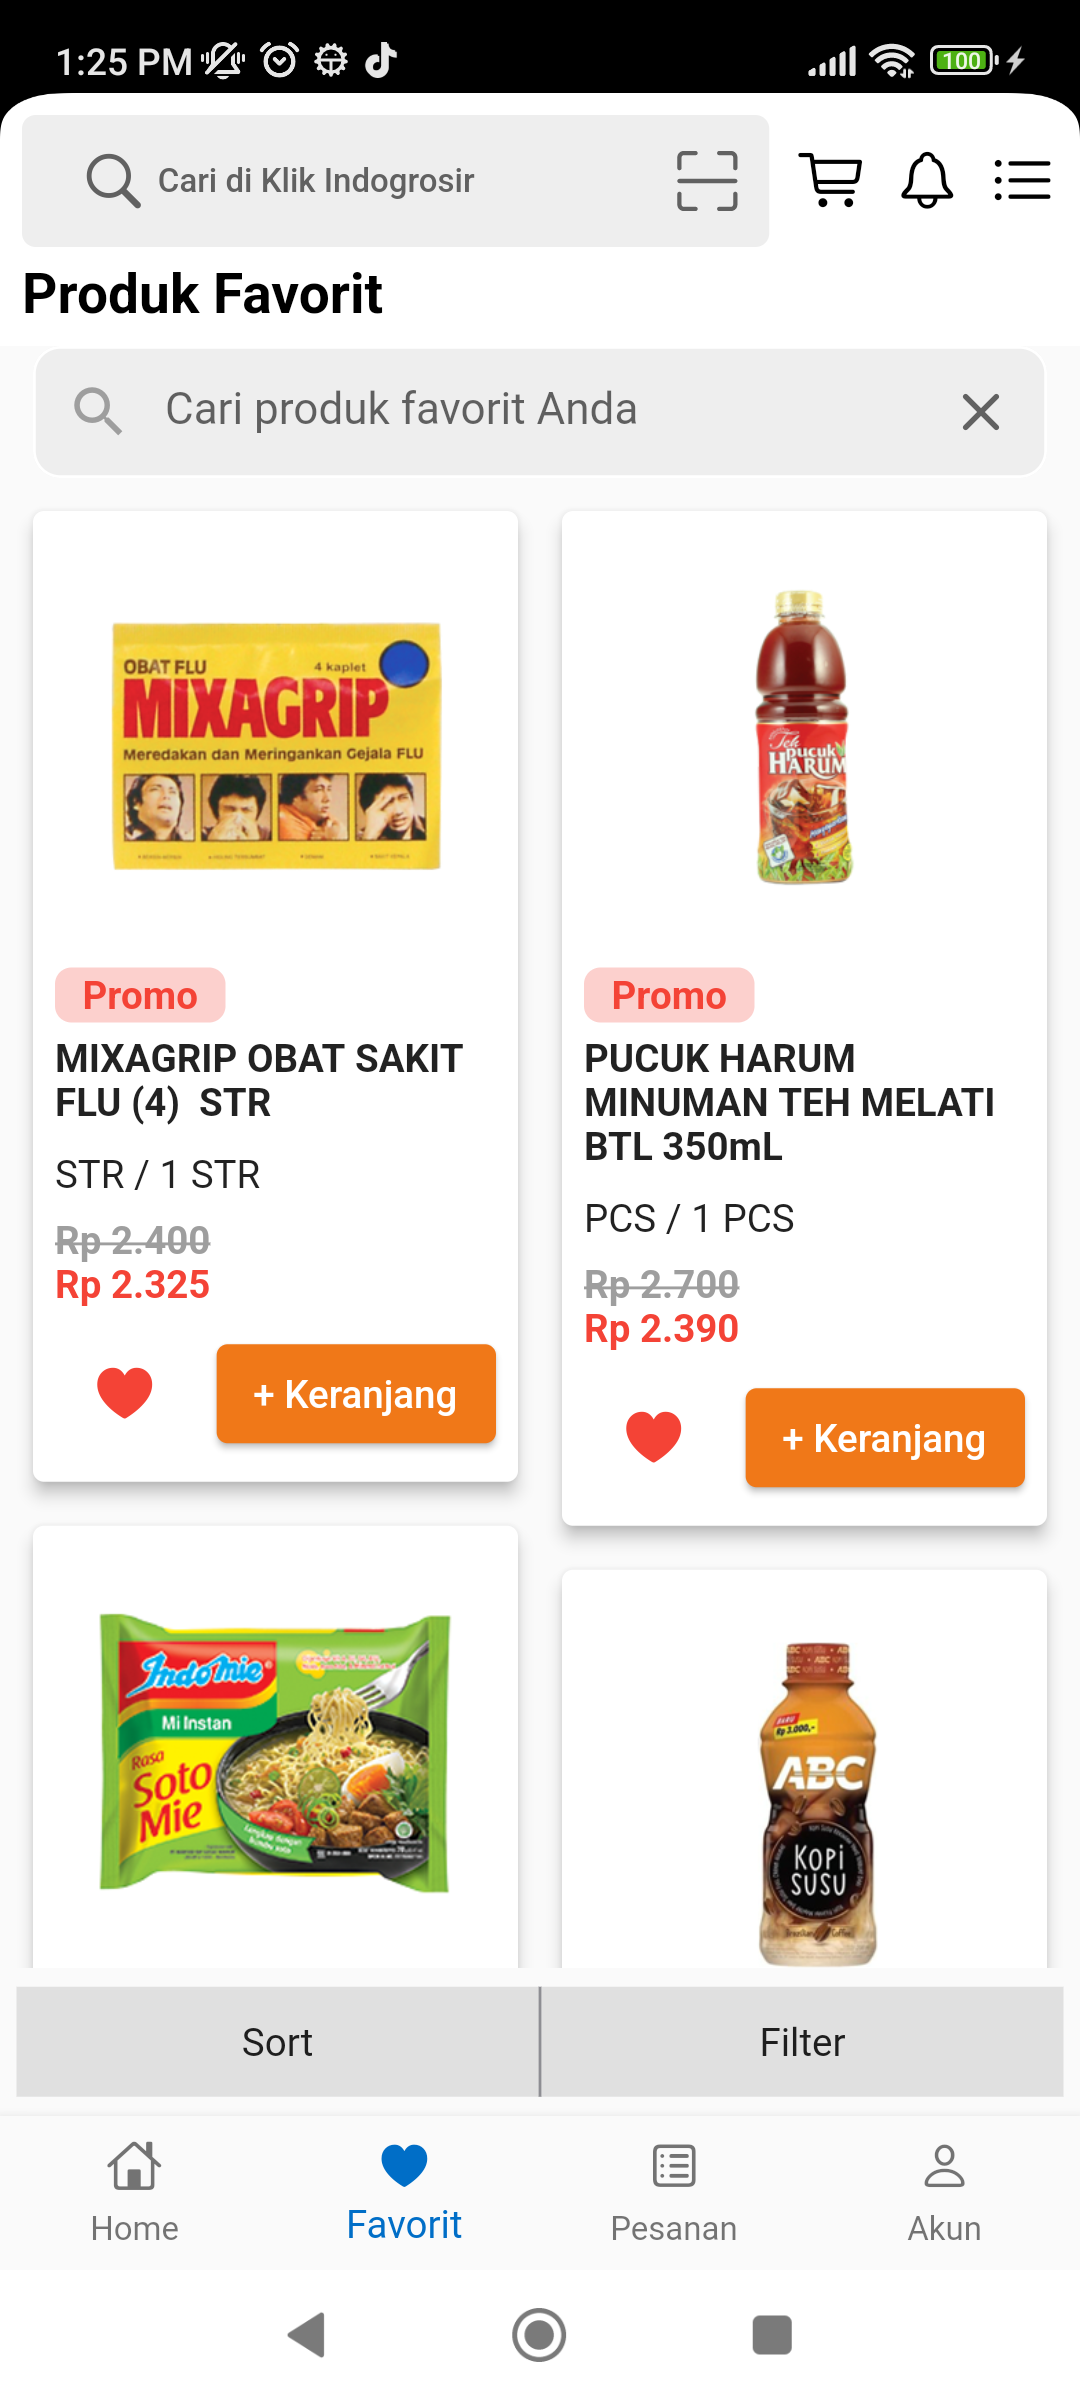 1:25 PM
100
Cari di Klik Indogrosir
Produk Favorit
Cari produk favorit Anda
OBAT FLU
4 kaplet
MIXAGRIP
Meredakan dan Meringankan Gejala FLU
Teh
pucuk
HARUM
Promo
MIXAGRIP OBAT SAKIT
FLU (4)  STR
STR / 1 STR
Rp 2.400
Rp 2.325
+ Keranjang
Promo
PUCUK HARUM
MINUMAN TEH MELATI
BTL 350mL
PCS / 1 PCS
Rp 2.700
Rp 2.390
+ Keranjang
Indomie
Mi Instan
Rasa
Soto
Mie
BARU
Rp 3.000,-
ABC
KOPI
SUSU
Sort
Filter
Home
Favorit
Pesanan
Akun